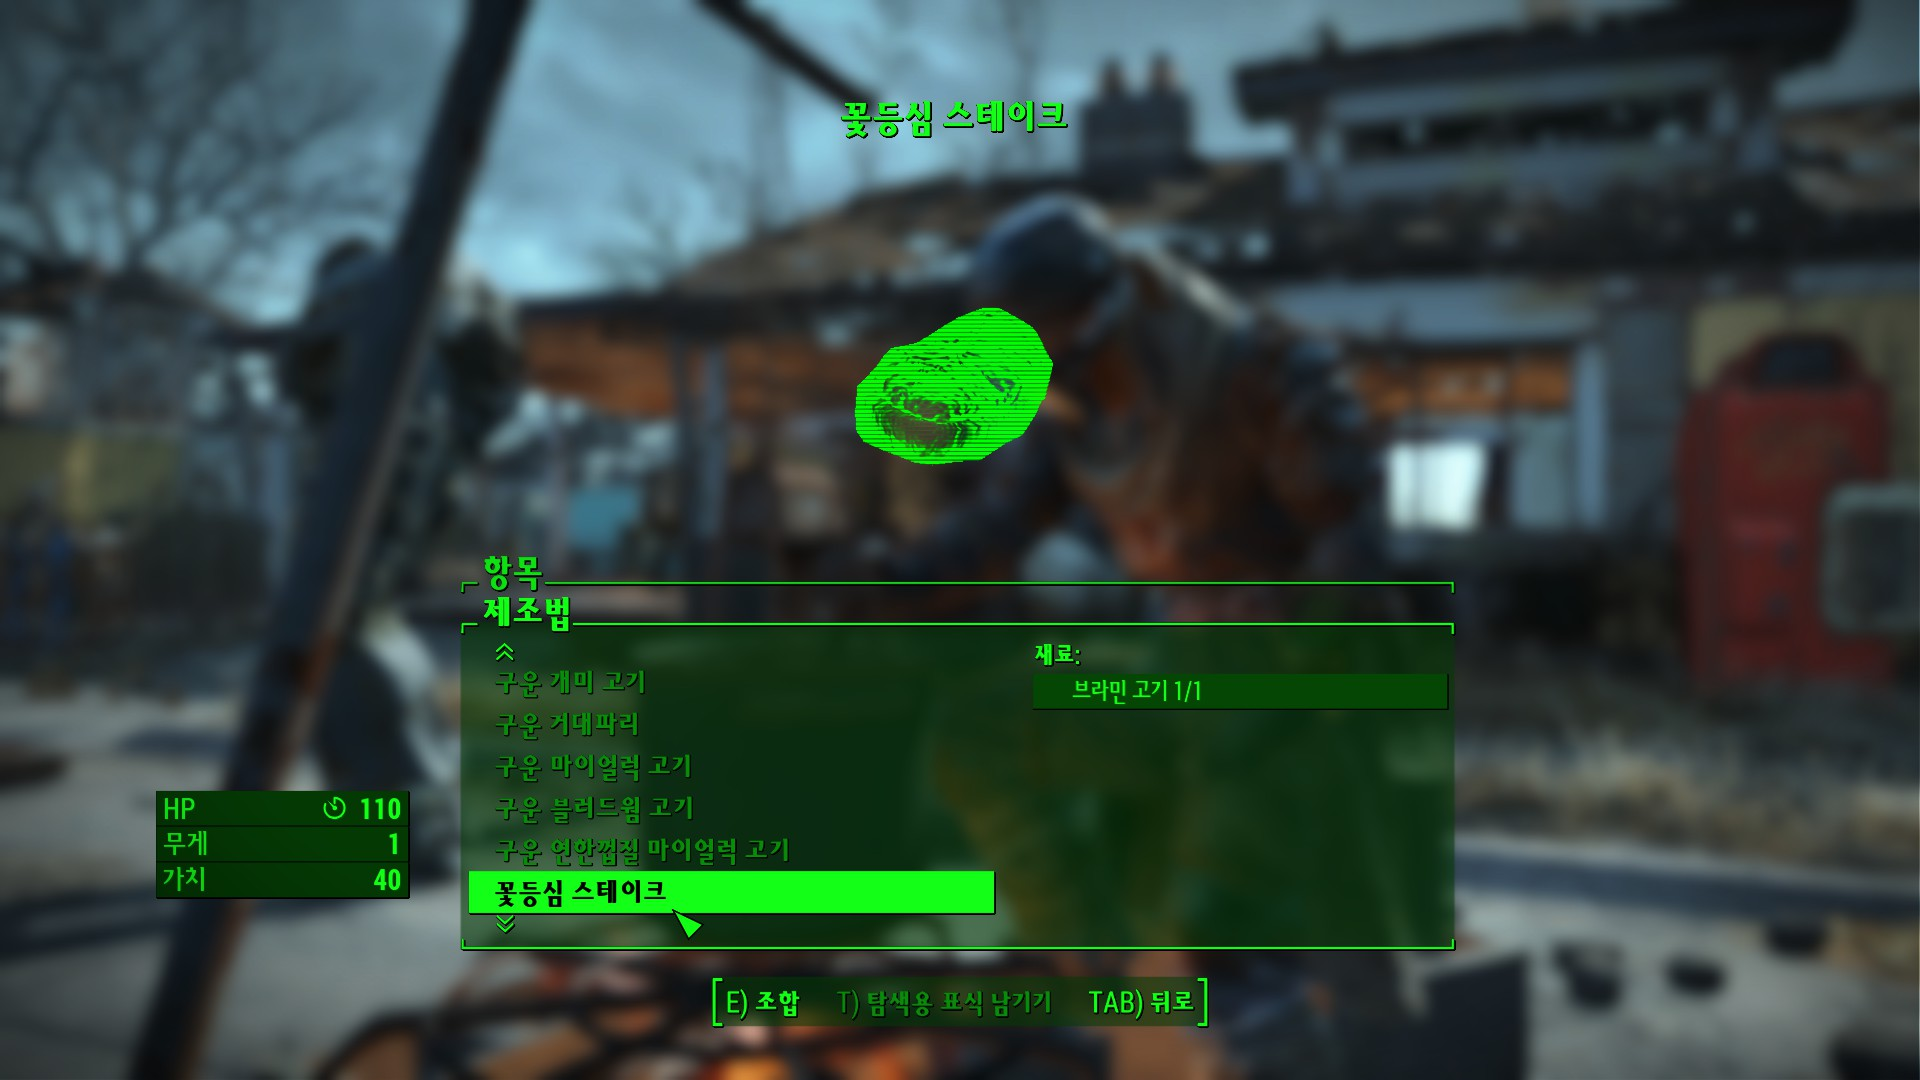 꽃등심 스테이크
항목
제조법
구운 개미 고기
구운 거대파리
구운 마이얼럭 고기
구운 블러드웜 고기
구운 연한껍질 마이얼럭 고기
꽃등심 스테이크
재료:
브라민 고기 1/1
HP 110
무게 1
가치 40
E) 조합 T) 탐색용 표식 남기기 TAB) 뒤로